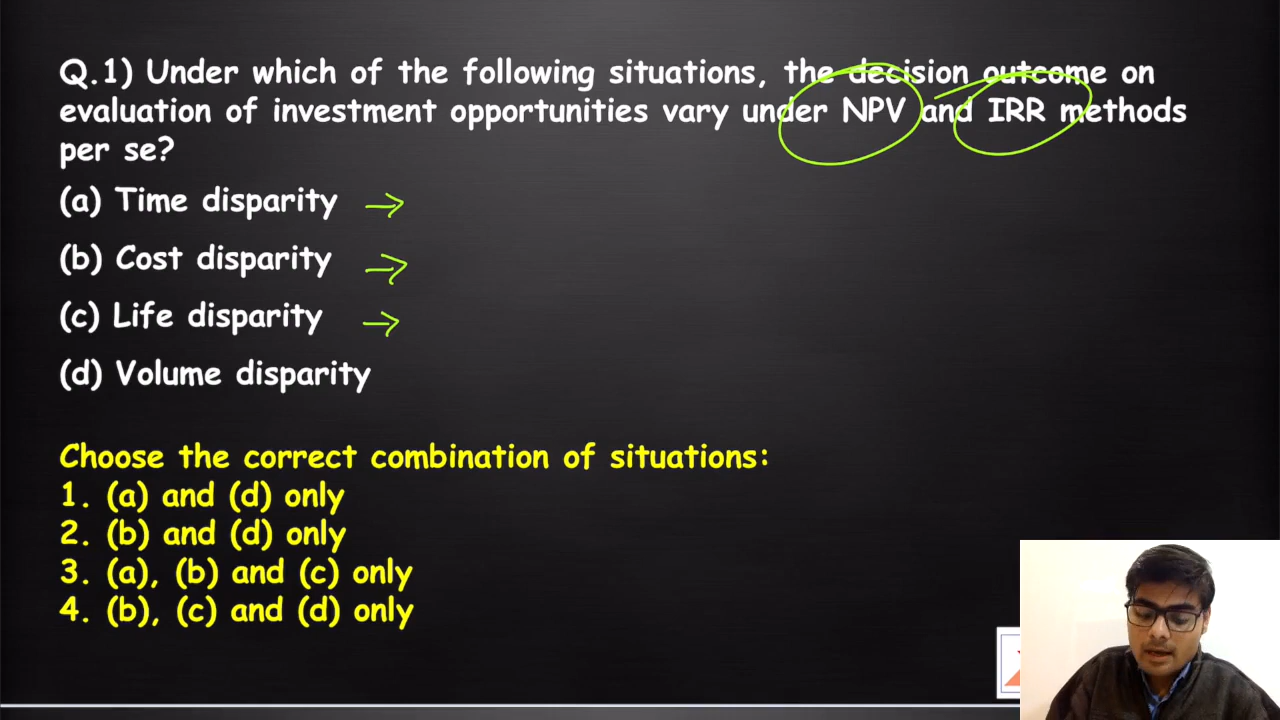 Q.1) Under which of the following situations, the decision outcome on
evaluation of investment opportunities vary under NPV and IRR methods
per se?
(a) Time disparity
(b) Cost disparity
(c) Life disparity
(d) Volume disparity
Choose the correct combination of situations:
1. (a) and (d) only
2. (b) and (d) only
3. (a), (b) and (c) only
4. (b), (c) and (d) only